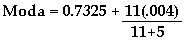 Moda = 0.7325 + 11(.004)/11+5